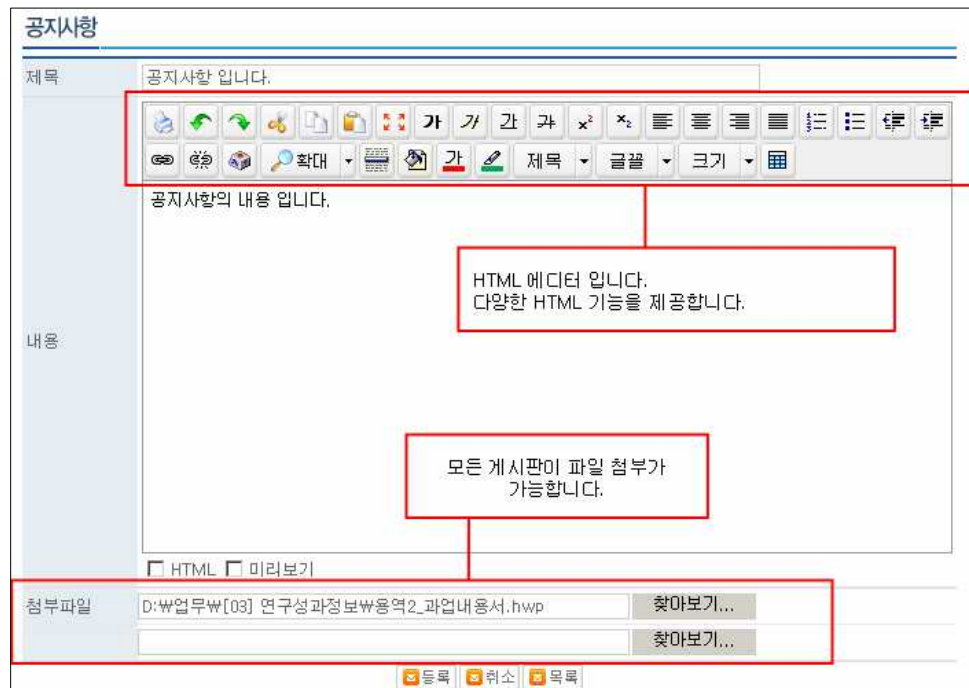 공지사항
제목
공지사항 입니다.
가 가 가 가 x² x₂
확대 가 제목 글꼴 크기
공지사항의 내용 입니다.
HTML 에디터 입니다.
다양한 HTML 기능을 제공합니다.
내용
모든 게시판이 파일 첨부가
가능합니다.
HTML 미리보기
첨부파일
D:₩업무₩[03] 연구성과정보₩용역2_과업내용서.hwp 찾아보기...
찾아보기...
등록 취소 목록